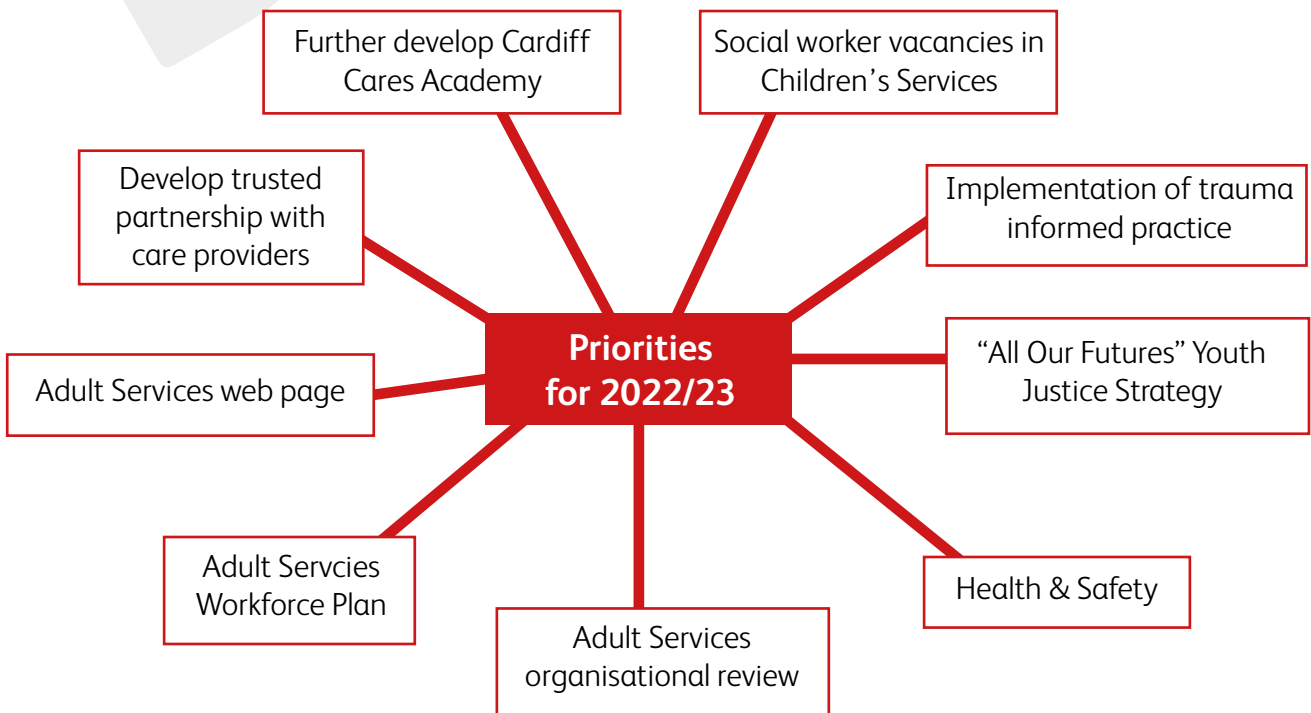 Further develop Cardiff
Cares Academy
Social worker vacancies in
Children’s Services
Develop trusted
partnership with
care providers
Implementation of trauma
informed practice
Priorities
for 2022/23
“All Our Futures” Youth
Justice Strategy
Adult Services web page
Adult Servcies
Workforce Plan
Health & Safety
Adult Services
organisational review